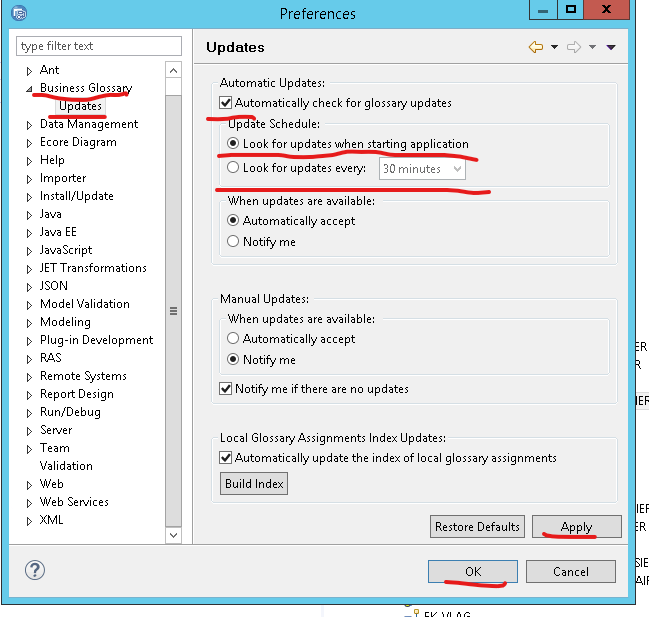 Preferences
type filter text
Updates
Ant
Business Glossary
Updates
Data Management
Ecore Diagram
Help
Importer
Install/Update
Java
Java EE
JavaScript
JET Transformations
JSON
Model Validation
Modeling
Plug-in Development
RAS
Remote Systems
Report Design
Run/Debug
Server
Team
Validation
Web
Web Services
XML
Automatic Updates:
Automatically check for glossary updates
Update Schedule:
Look for updates when starting application
Look for updates every: 30 minutes
When updates are available:
Automatically accept
Notify me
Manual Updates:
When updates are available:
Automatically accept
Notify me
Notify me if there are no updates
Local Glossary Assignments Index Updates:
Automatically update the index of local glossary assignments
Build Index
Restore Defaults Apply
OK Cancel